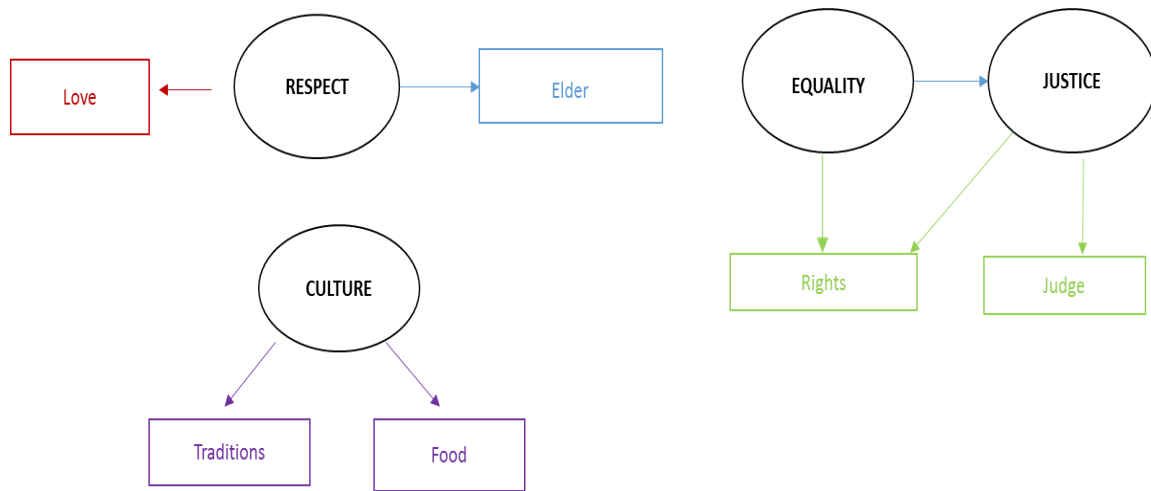 RESPECT
Love
Elder
EQUALITY
JUSTICE
Rights
Judge
CULTURE
Traditions
Food